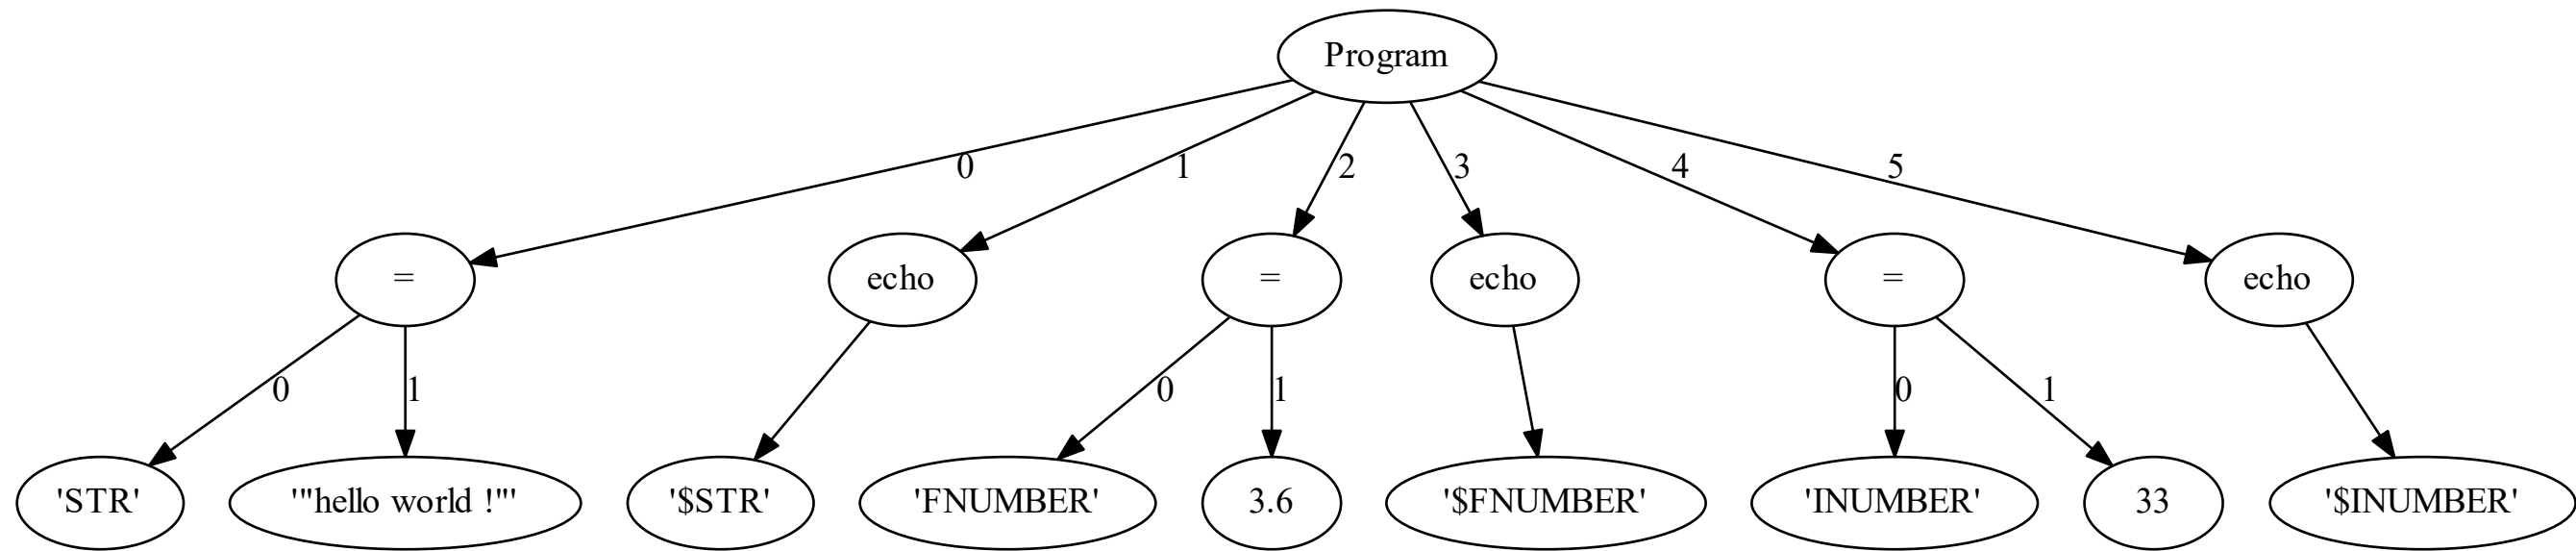 Program
0
1
2
3
4
5
=
echo
=
echo
=
echo
0
1
0
1
0
1
'STR'
'"hello world !"'
'$STR'
'FNUMBER'
3.6
'$FNUMBER'
'INUMBER'
33
'$INUMBER'